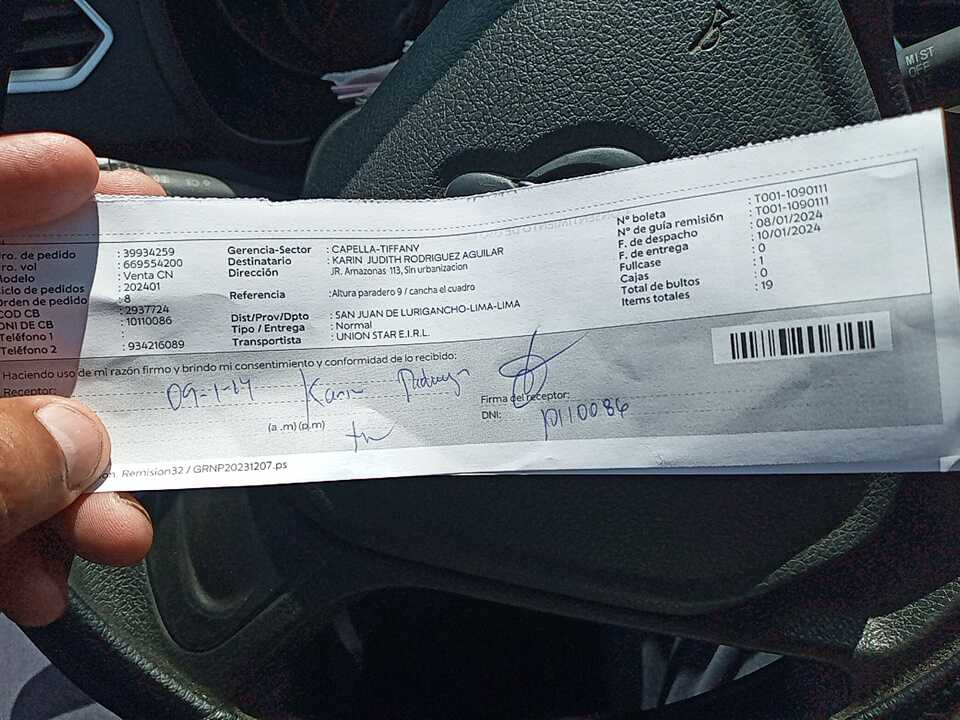 MIST
OFF
ro. de pedido : 39934259
ro. vol : 669554200
Modelo : Venta CN
iclo de pedidos : 202401
Orden de pedido : 8
COD CB : 2937724
DNI DE CB : 10110086
Teléfono 1
Teléfono 2 : 934216089
Gerencia-Sector : CAPELLA-TIFFANY
Destinatario : KARIN JUDITH RODRIGUEZ AGUILAR
Dirección : JR. Amazonas 113, Sin urbanizacion
Referencia : Altura paradero 9 / cancha el cuadro
Dist/Prov/Dpto : SAN JUAN DE LURIGANCHO-LIMA-LIMA
Tipo / Entrega : Normal
Transportista : UNION STAR E.I.R.L.
N° boleta : T001-1090111
N° de guía remisión : T001-1090111
F. de despacho : 08/01/2024
F. de entrega : 10/01/2024
Fullcase : 0
Cajas : 1
Total de bultos : 0
Items totales : 19
Haciendo uso de mi razón firmo y brindo mi consentimiento y conformidad de lo recibido:
Receptor:
Karin
(a .m) (p.m)
Firma del receptor:
DNI: 10110086
on. Remision32 / GRNP20231207.ps